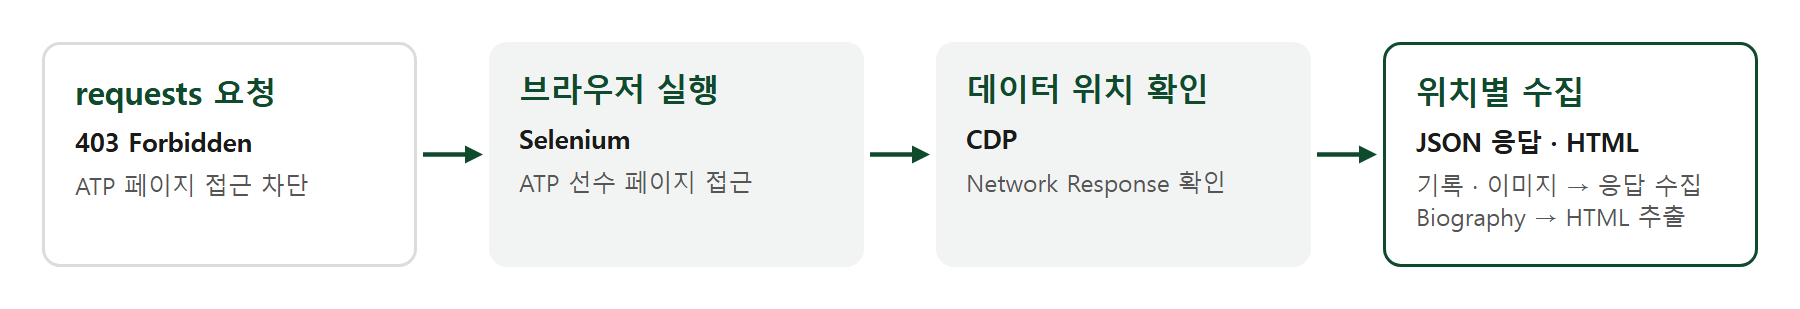 requests 요청
403 Forbidden
ATP 페이지 접근 차단
브라우저 실행
Selenium
ATP 선수 페이지 접근
데이터 위치 확인
CDP
Network Response 확인
위치별 수집
JSON 응답 · HTML
기록 · 이미지 → 응답 수집
Biography → HTML 추출